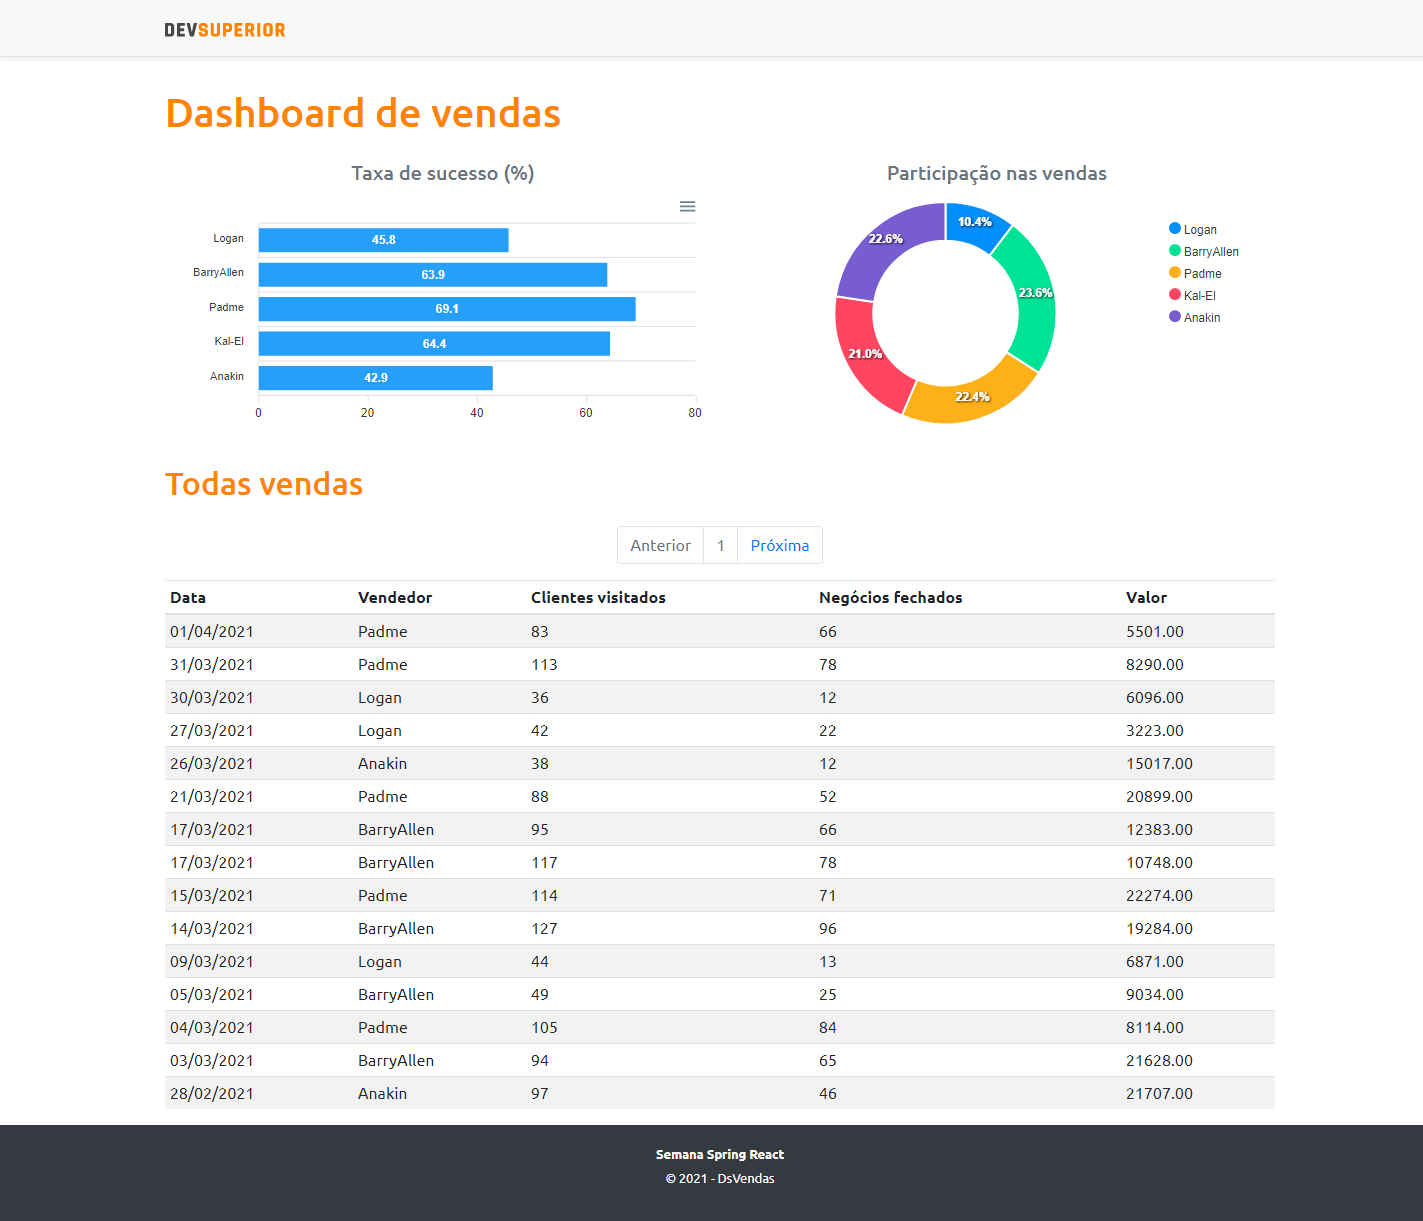 DEVSUPERIOR
Dashboard de vendas
Taxa de sucesso (%)
Logan 45.8
BarryAllen 63.9
Padme 69.1
Kal-El 64.4
Anakin 42.9
0 20 40 60 80
Participação nas vendas
10.4%
23.6%
22.4%
21.0%
22.6%
Logan
BarryAllen
Padme
Kal-El
Anakin
Todas vendas
Anterior 1 Próxima
Data Vendedor Clientes visitados Negócios fechados Valor
01/04/2021 Padme 83 66 5501.00
31/03/2021 Padme 113 78 8290.00
30/03/2021 Logan 36 12 6096.00
27/03/2021 Logan 42 22 3223.00
26/03/2021 Anakin 38 12 15017.00
21/03/2021 Padme 88 52 20899.00
17/03/2021 BarryAllen 95 66 12383.00
17/03/2021 BarryAllen 117 78 10748.00
15/03/2021 Padme 114 71 22274.00
14/03/2021 BarryAllen 127 96 19284.00
09/03/2021 Logan 44 13 6871.00
05/03/2021 BarryAllen 49 25 9034.00
04/03/2021 Padme 105 84 8114.00
03/03/2021 BarryAllen 94 65 21628.00
28/02/2021 Anakin 97 46 21707.00
Semana Spring React
© 2021 - DsVendas